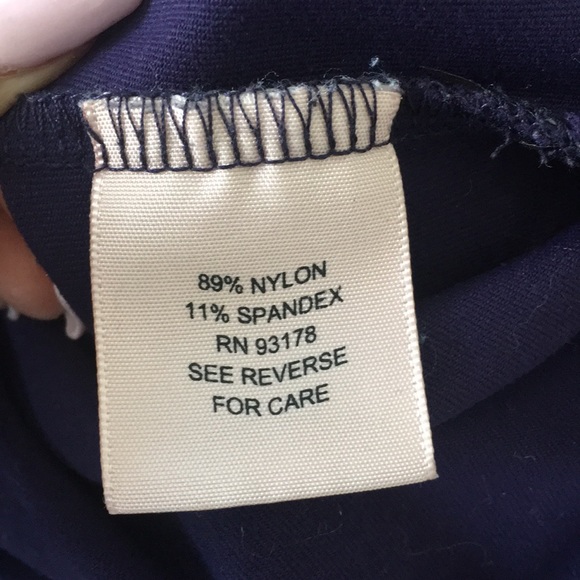 89% NYLON
11% SPANDEX
RN 93178
SEE REVERSE
FOR CARE